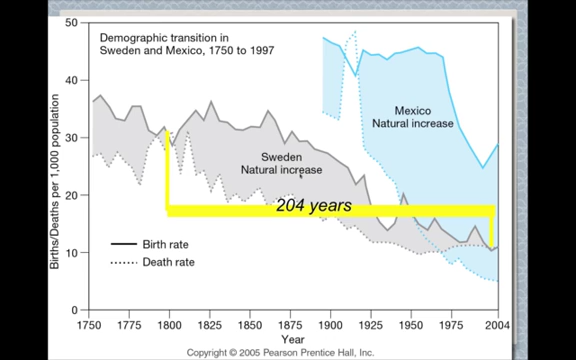 Demographic transition in
Sweden and Mexico, 1750 to 1997
50
40
30
20
10
0
Births/Deaths per 1,000 population
Mexico
Natural increase
Sweden
Natural increase
204 years
Birth rate
Death rate
1750 1775 1800 1825 1850 1875 1900 1925 1950 1975 2004
Year
Copyright © 2005 Pearson Prentice Hall, Inc.